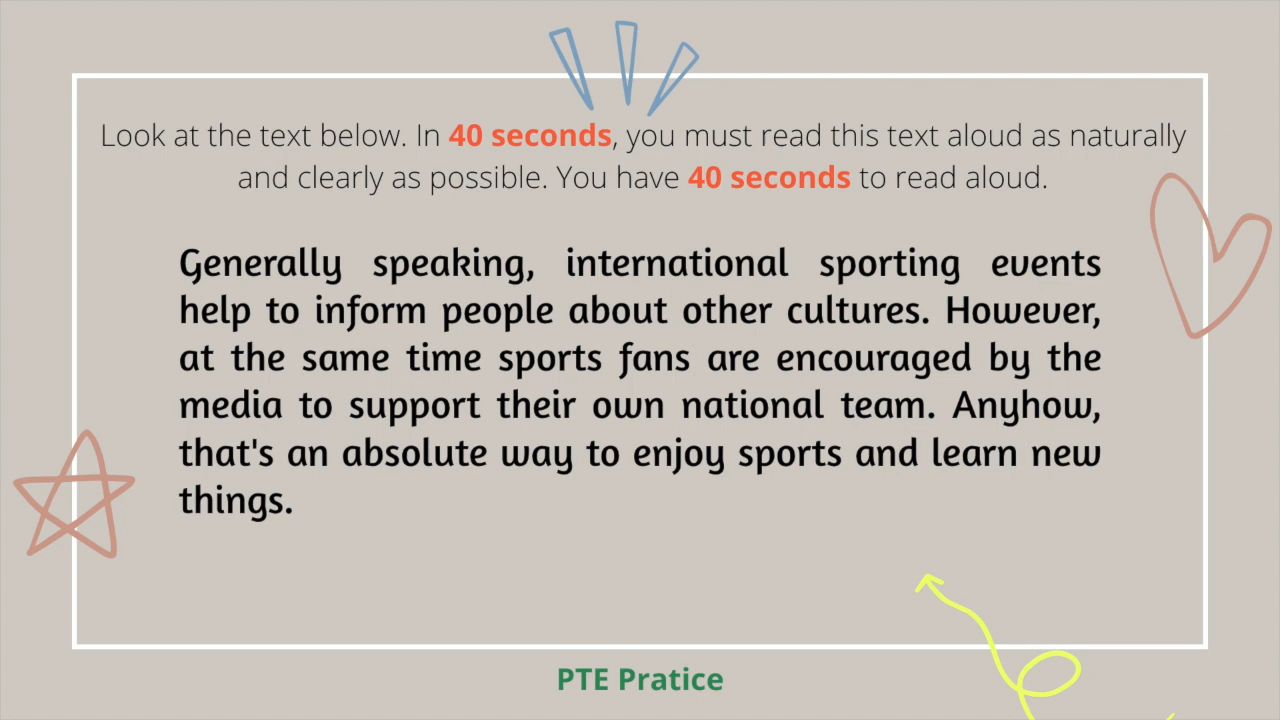 Look at the text below. In 40 seconds, you must read this text aloud as naturally
and clearly as possible. You have 40 seconds to read aloud.
Generally speaking, international sporting events
help to inform people about other cultures. However,
at the same time sports fans are encouraged by the
media to support their own national team. Anyhow,
that's an absolute way to enjoy sports and learn new
things.
PTE Pratice